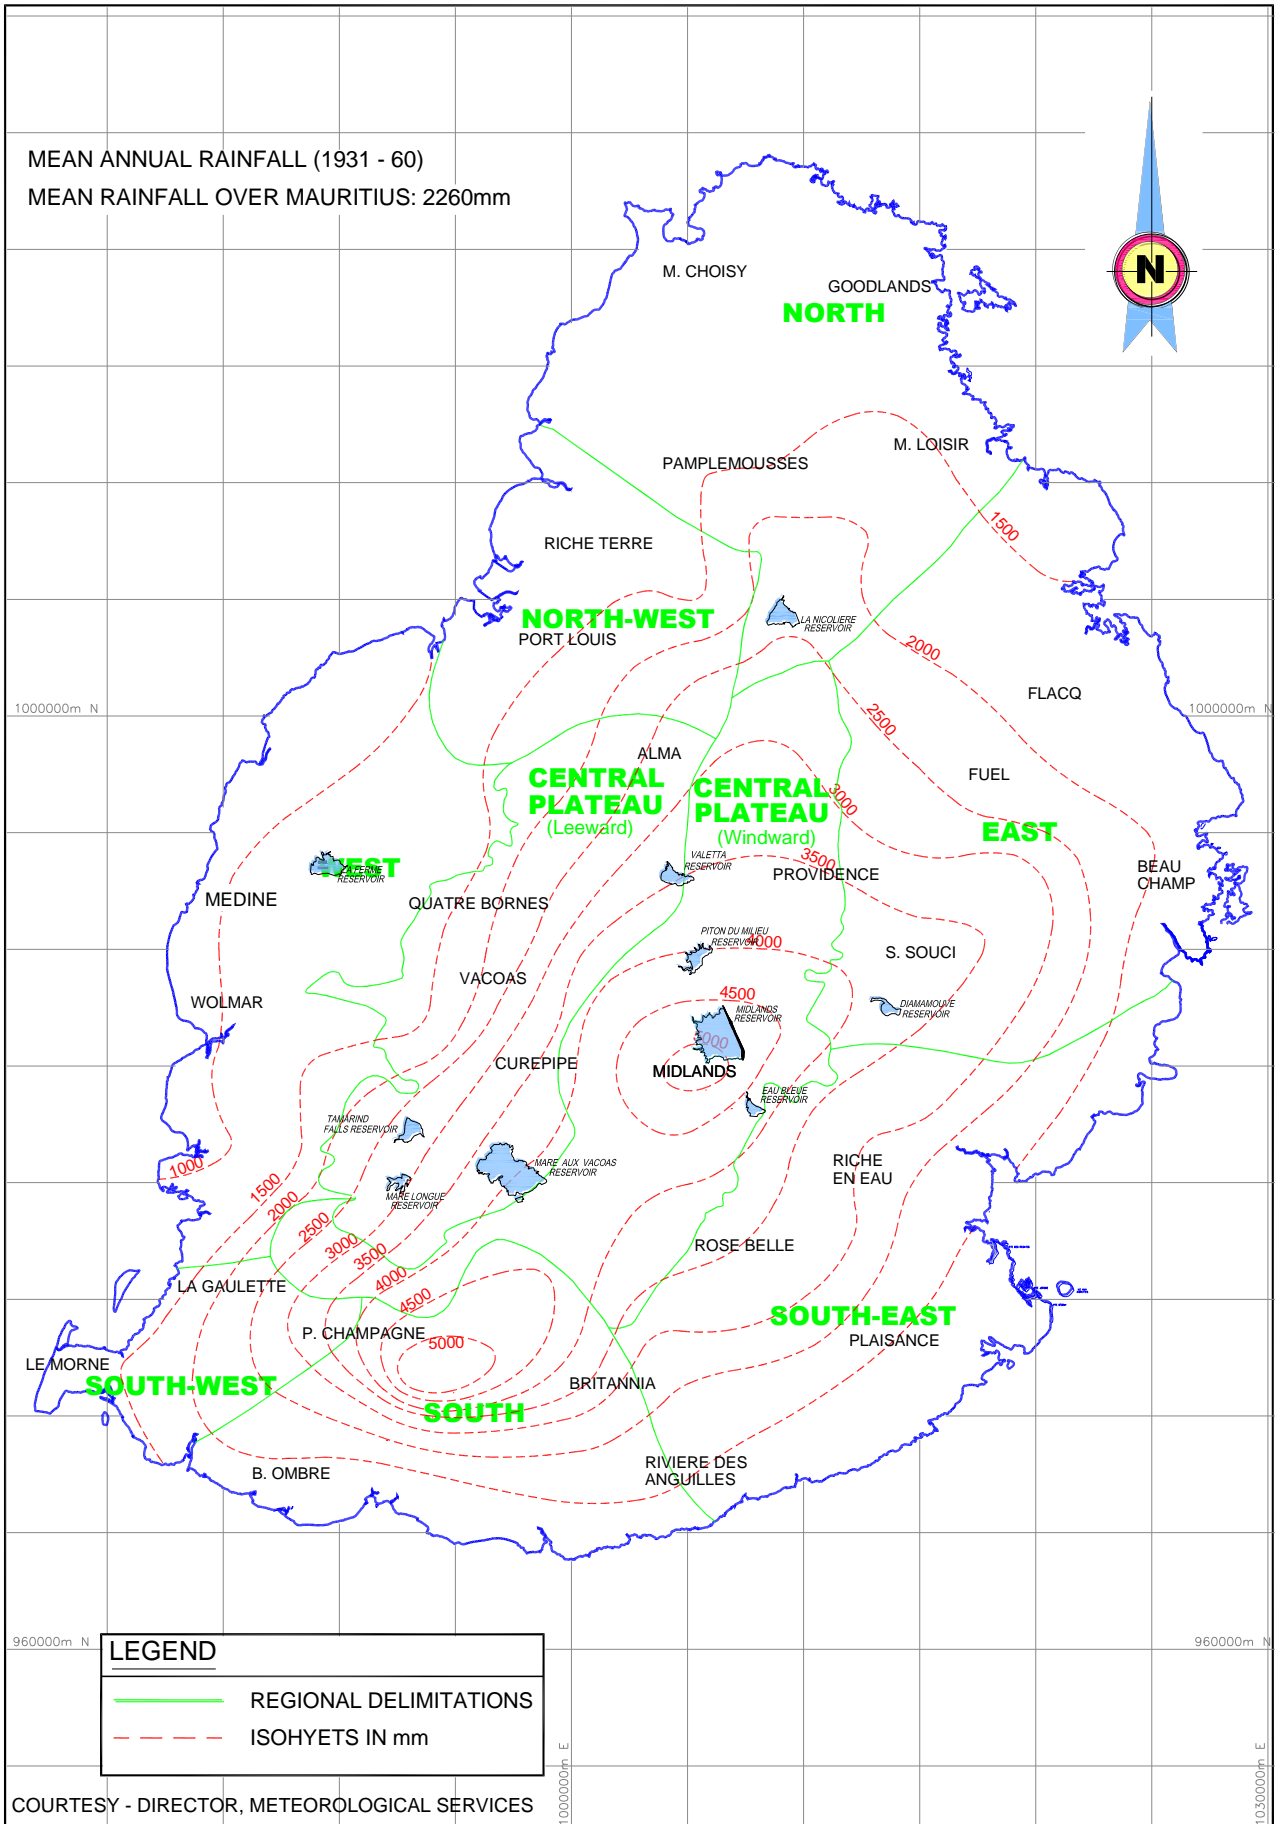 MEAN ANNUAL RAINFALL (1931 - 60)
MEAN RAINFALL OVER MAURITIUS: 2260mm
N
M. CHOISY
GOODLANDS
NORTH
M. LOISIR
PAMPLEMOUSSES
1500
RICHE TERRE
NORTH-WEST
PORT LOUIS
LA NICOLIERE
RESERVOIR
2000
FLACQ
1000000m N
1000000m N
2500
ALMA
FUEL
CENTRAL
PLATEAU
(Leeward)
CENTRAL
PLATEAU
(Windward)
3000
EAST
VALETTA
RESERVOIR
3500
PROVIDENCE
BEAU
CHAMP
WEST
LA FERME
RESERVOIR
MEDINE
QUATRE BORNES
PITON DU MILIEU
RESERVOIR
4000
S. SOUCI
VACOAS
4500
WOLMAR
DIAMAMOUVE
RESERVOIR
MIDLANDS
RESERVOIR
5000
CUREPIPE
MIDLANDS
EAU BLEUE
RESERVOIR
TAMARIND
FALLS RESERVOIR
1000
MARE AUX VACOAS
RESERVOIR
RICHE
EN EAU
1500
MARE LONGUE
RESERVOIR
2000
2500
3000
3500
ROSE BELLE
4000
LA GAULETTE
4500
SOUTH-EAST
P. CHAMPAGNE
5000
PLAISANCE
LE MORNE
SOUTH-WEST
BRITANNIA
SOUTH
B. OMBRE
RIVIERE DES
ANGUILLES
960000m N
960000m N
LEGEND
REGIONAL DELIMITATIONS
ISOHYETS IN mm
1000000m E
1030000m E
COURTESY - DIRECTOR, METEOROLOGICAL SERVICES